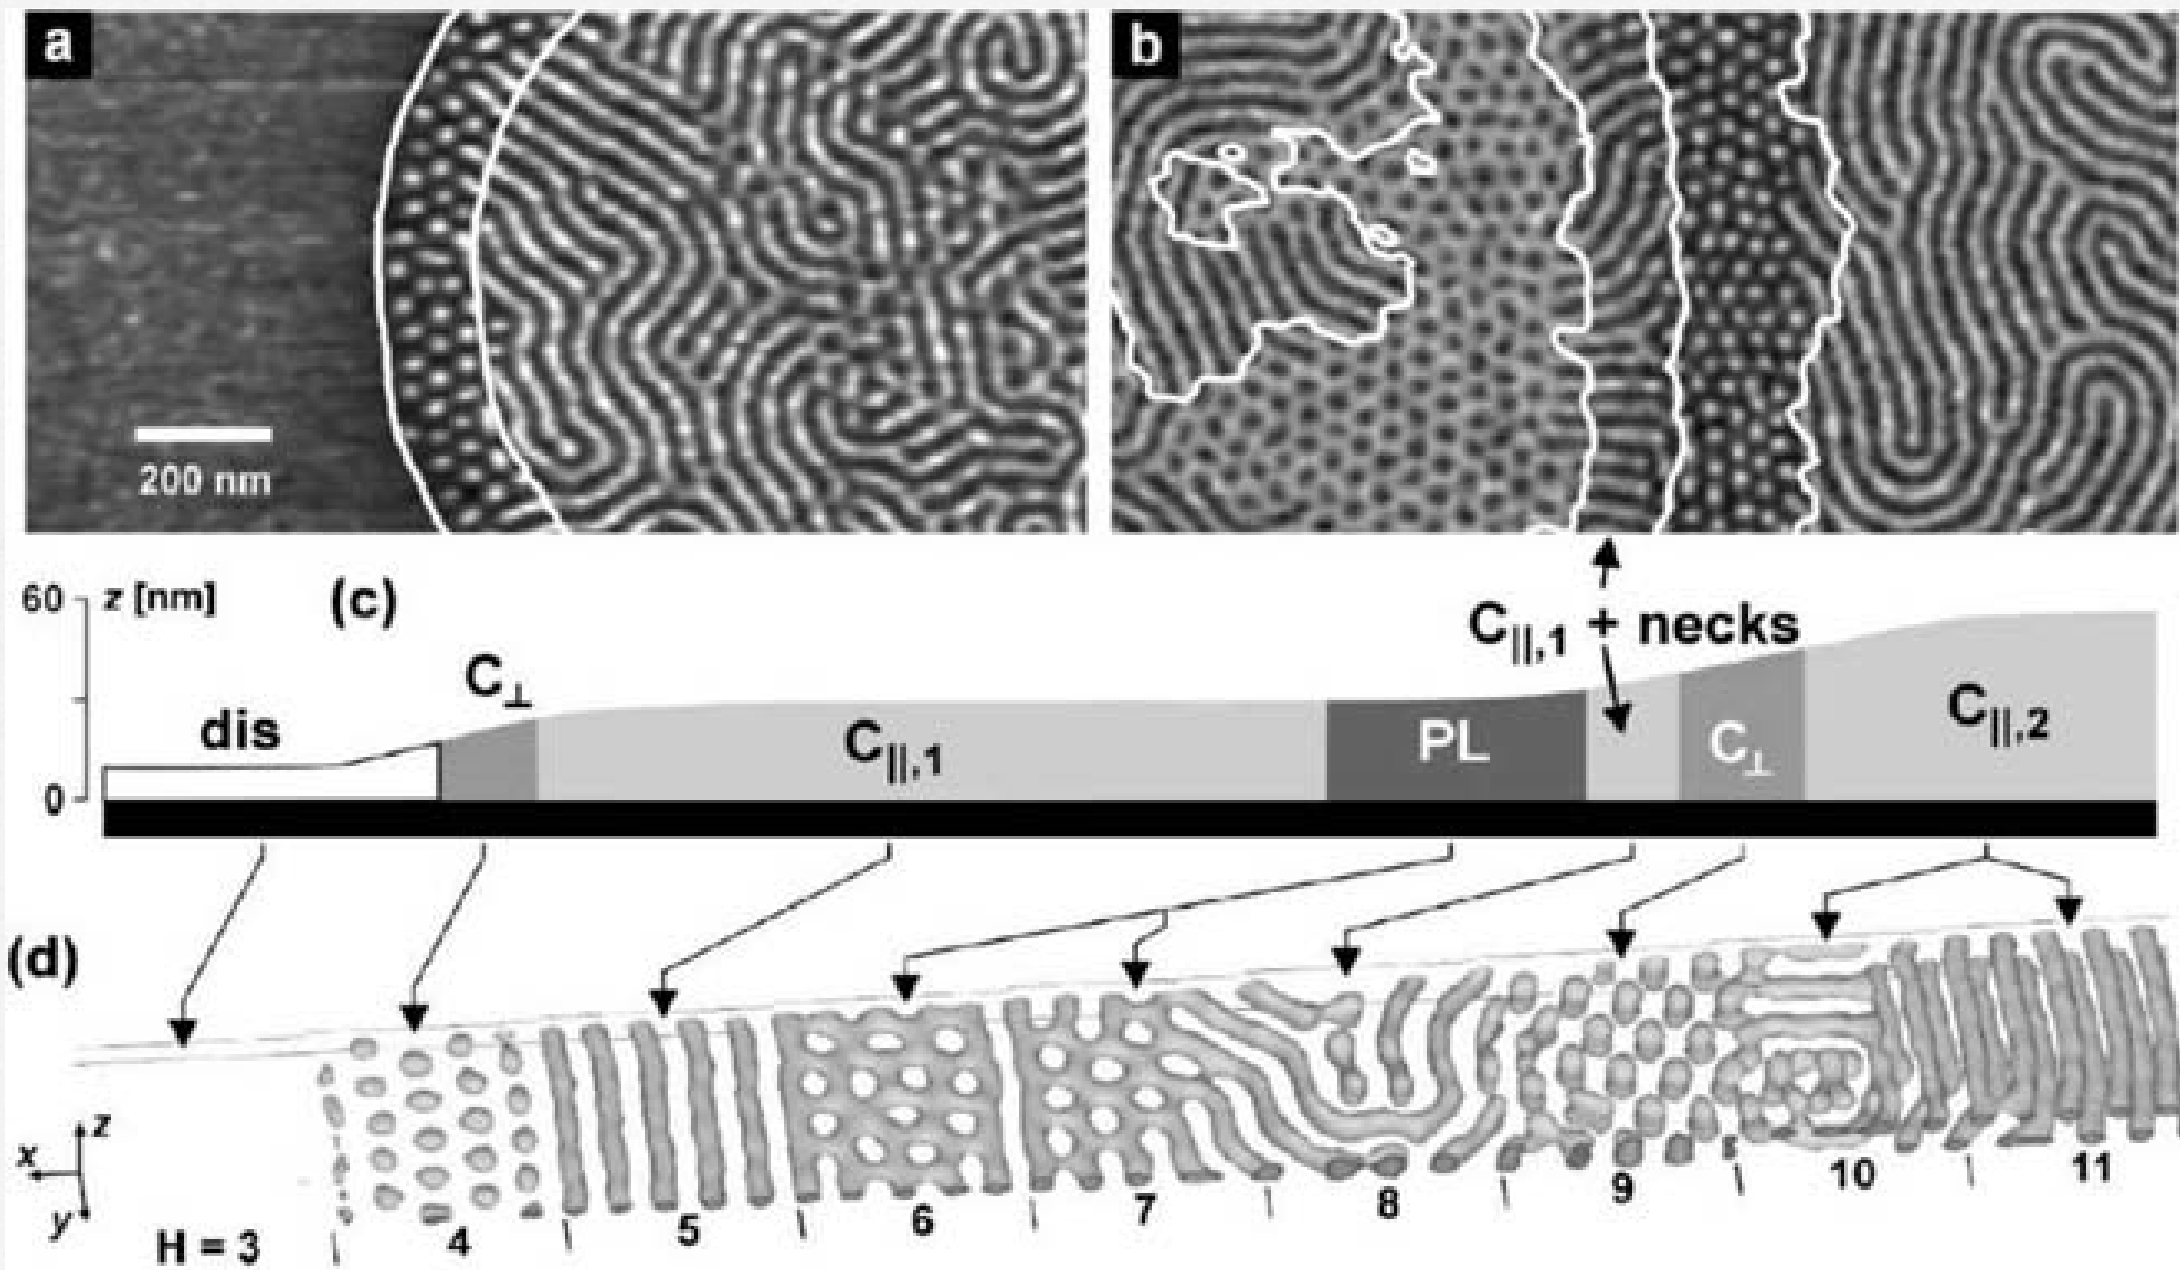 a
b
200 nm
60 z [nm]
(c)
C||,1 + necks
C⊥
dis
C||,1
PL
C⊥
C||,2
0
(d)
z
x
y
H = 3
4
5
6
7
8
9
10
11